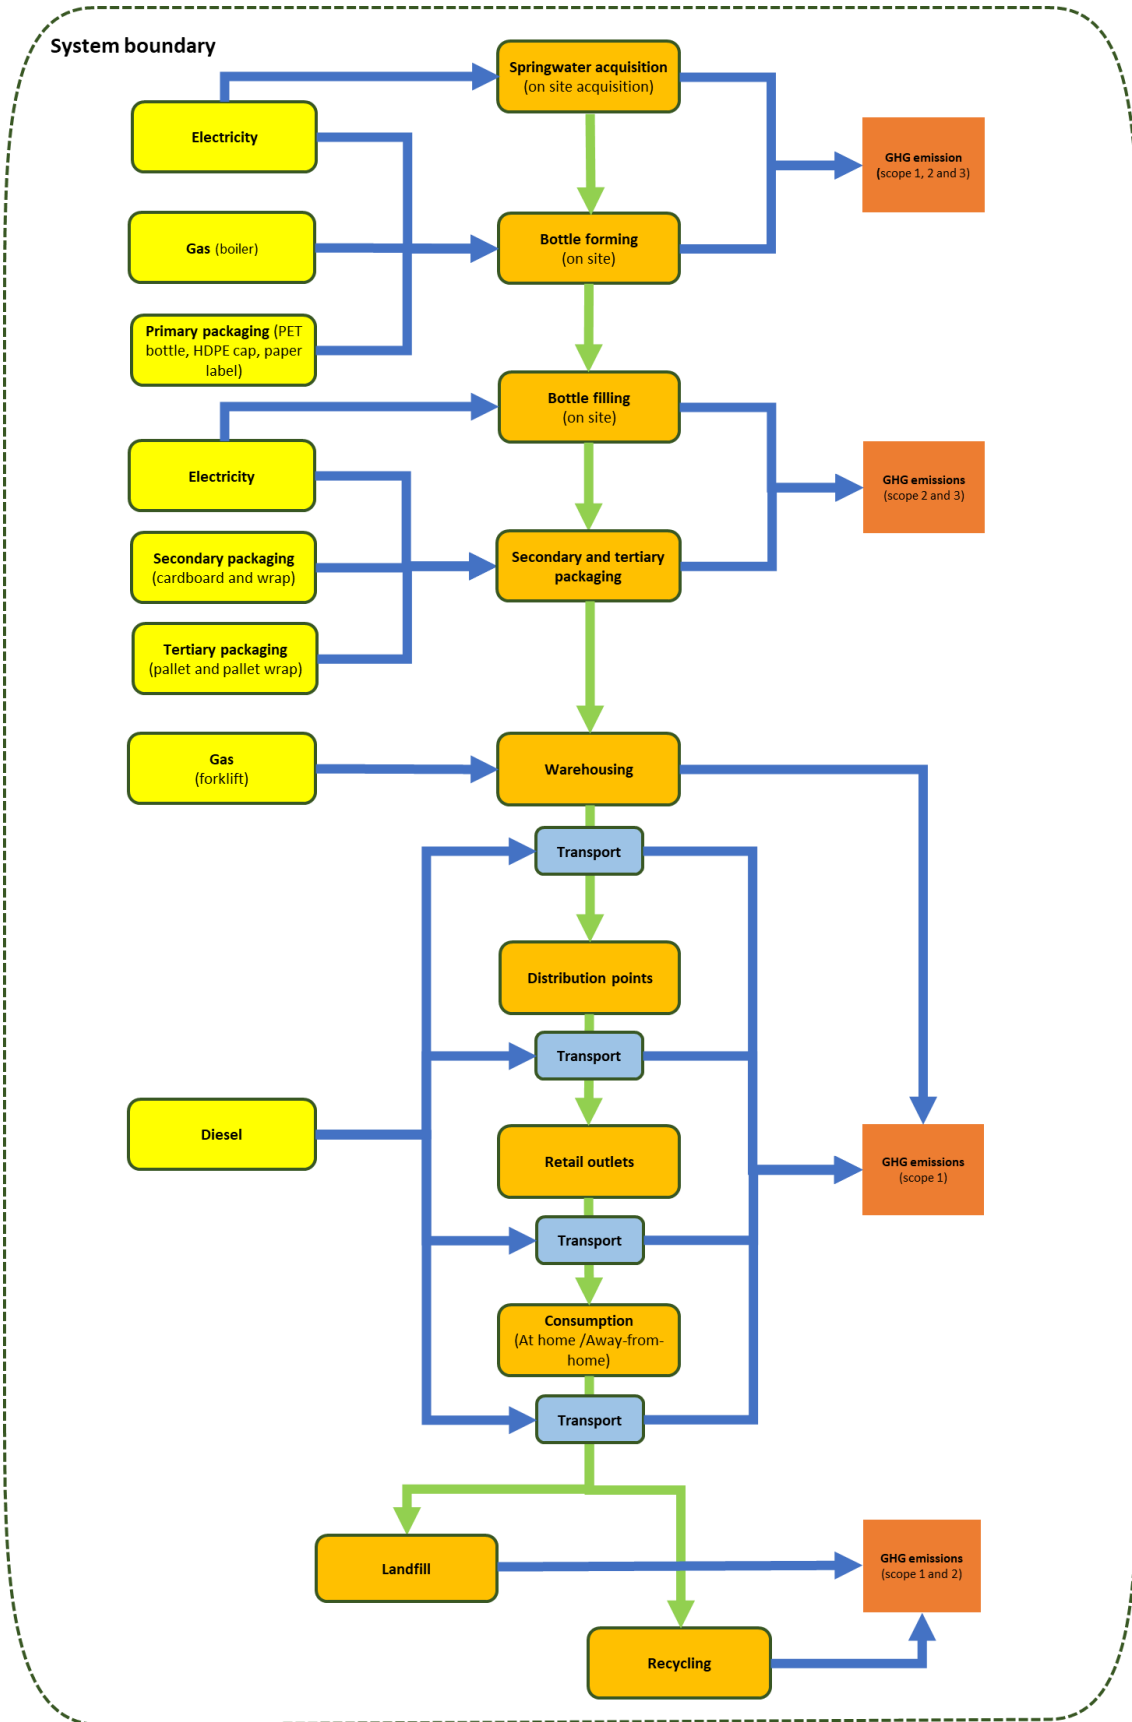 System boundary
Springwater acquisition
(on site acquisition)
Electricity
GHG emission
(scope 1, 2 and 3)
Gas (boiler)
Bottle forming
(on site)
Primary packaging (PET
bottle, HDPE cap, paper
label)
Bottle filling
(on site)
Electricity
GHG emissions
(scope 2 and 3)
Secondary packaging
(cardboard and wrap)
Secondary and tertiary
packaging
Tertiary packaging
(pallet and pallet wrap)
Gas
(forklift)
Warehousing
Transport
Distribution points
Transport
Diesel
Retail outlets
GHG emissions
(scope 1)
Transport
Consumption
(At home /Away-from-
home)
Transport
Landfill
GHG emissions
(scope 1 and 2)
Recycling